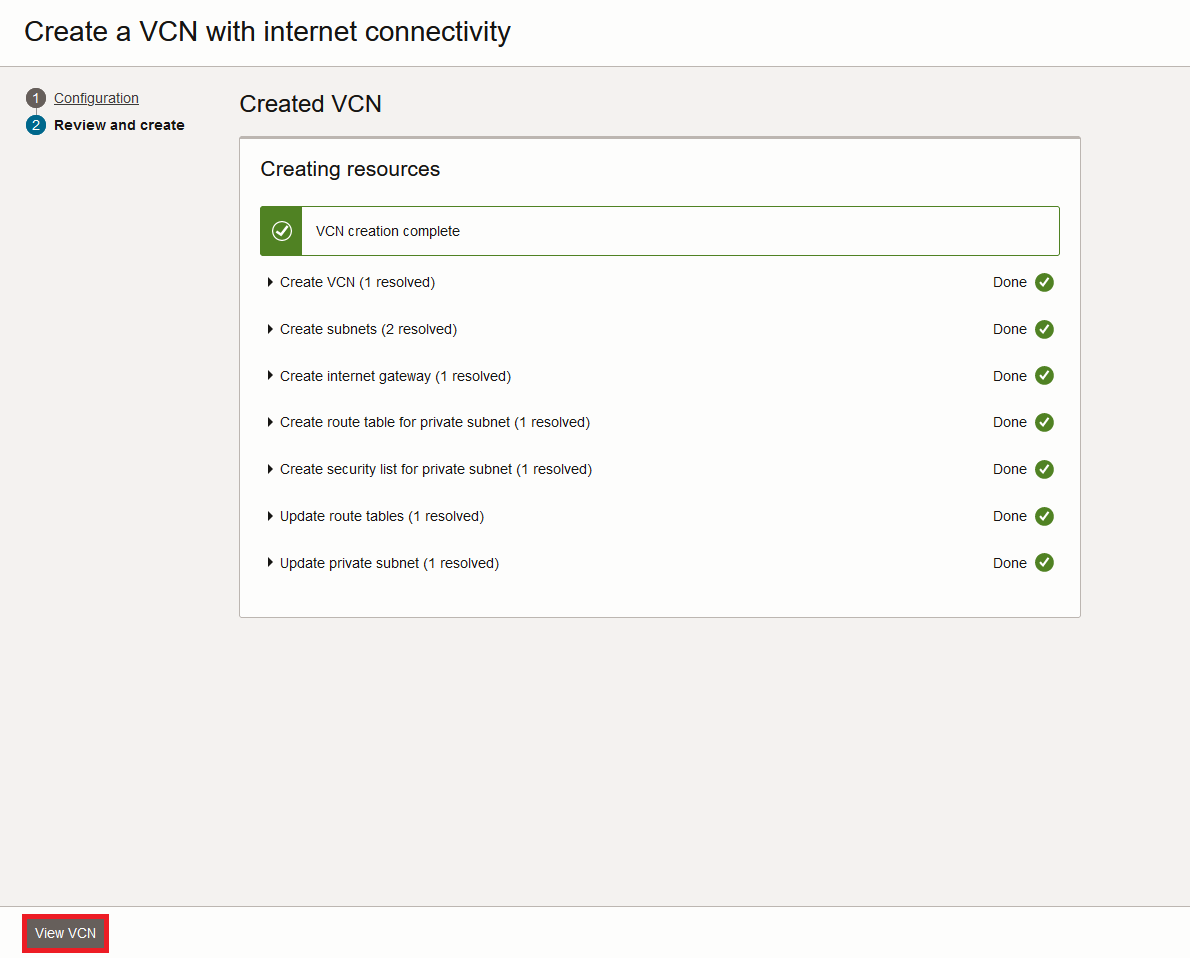 Create a VCN with internet connectivity
1 Configuration
2 Review and create
Created VCN
Creating resources
VCN creation complete
Create VCN (1 resolved) Done
Create subnets (2 resolved) Done
Create internet gateway (1 resolved) Done
Create route table for private subnet (1 resolved) Done
Create security list for private subnet (1 resolved) Done
Update route tables (1 resolved) Done
Update private subnet (1 resolved) Done
View VCN